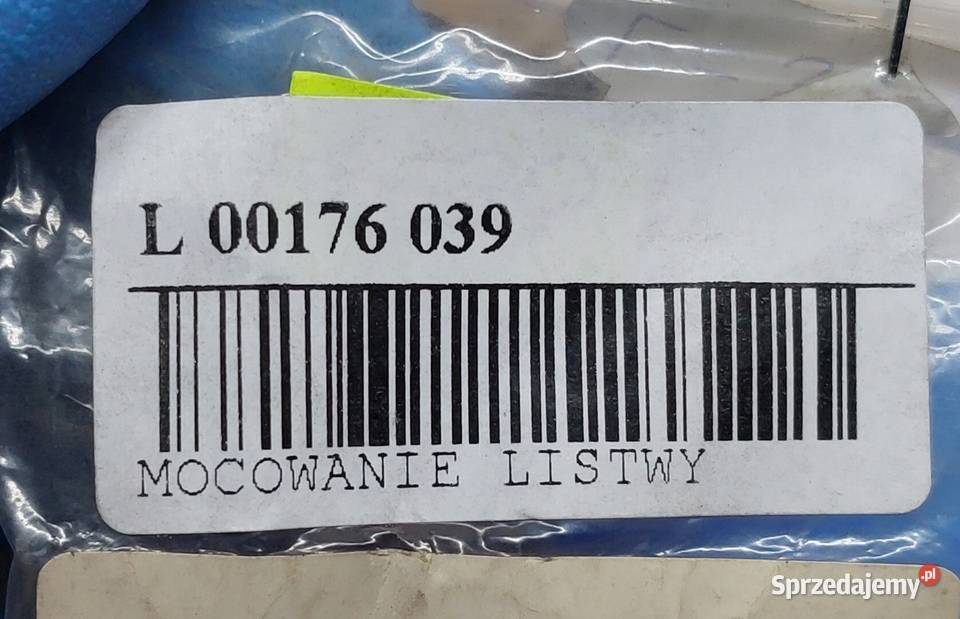 L 00176 039
MOCOWANIE LISTWY
Sprzedajemy.pl